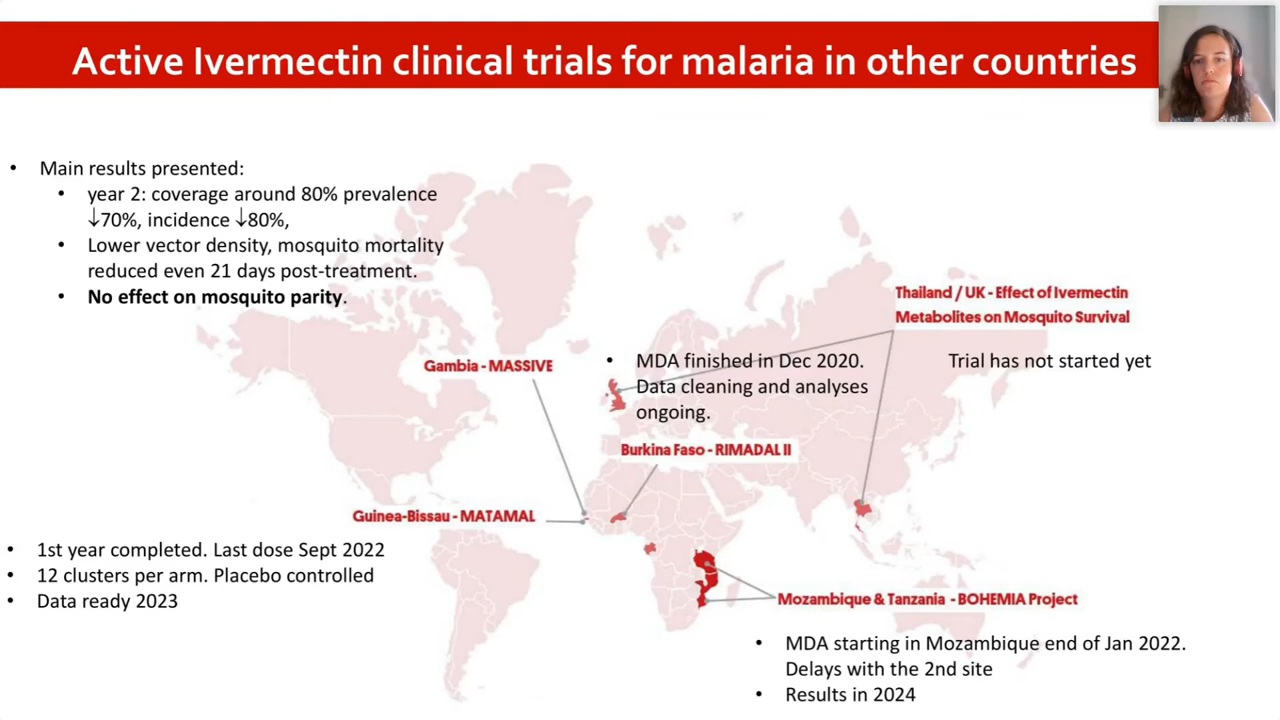 Active Ivermectin clinical trials for malaria in other countries
• Main results presented:
• year 2: coverage around 80% prevalence
↓70%, incidence ↓80%,
• Lower vector density, mosquito mortality
reduced even 21 days post-treatment.
• No effect on mosquito parity.
Thailand / UK - Effect of Ivermectin
Metabolites on Mosquito Survival
Trial has not started yet
Gambia - MASSIVE
• MDA finished in Dec 2020.
Data cleaning and analyses
ongoing.
Burkina Faso - RIMADAL II
Guinea-Bissau - MATAMAL
• 1st year completed. Last dose Sept 2022
• 12 clusters per arm. Placebo controlled
• Data ready 2023
Mozambique & Tanzania - BOHEMIA Project
• MDA starting in Mozambique end of Jan 2022.
Delays with the 2nd site
• Results in 2024